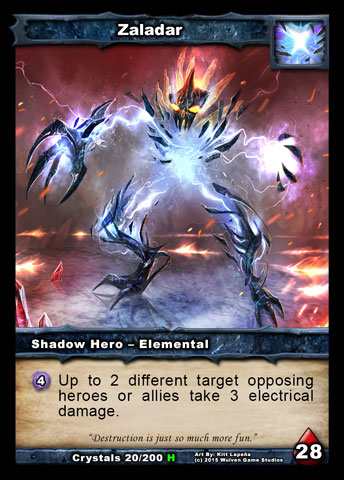 Zaladar
Shadow Hero – Elemental
4 Up to 2 different target opposing
heroes or allies take 3 electrical
damage.
"Destruction is just so much more fun."
Crystals 20/200 H
Art By: Kitt Lapeña
(c) 2015 Wulven Game Studios
28